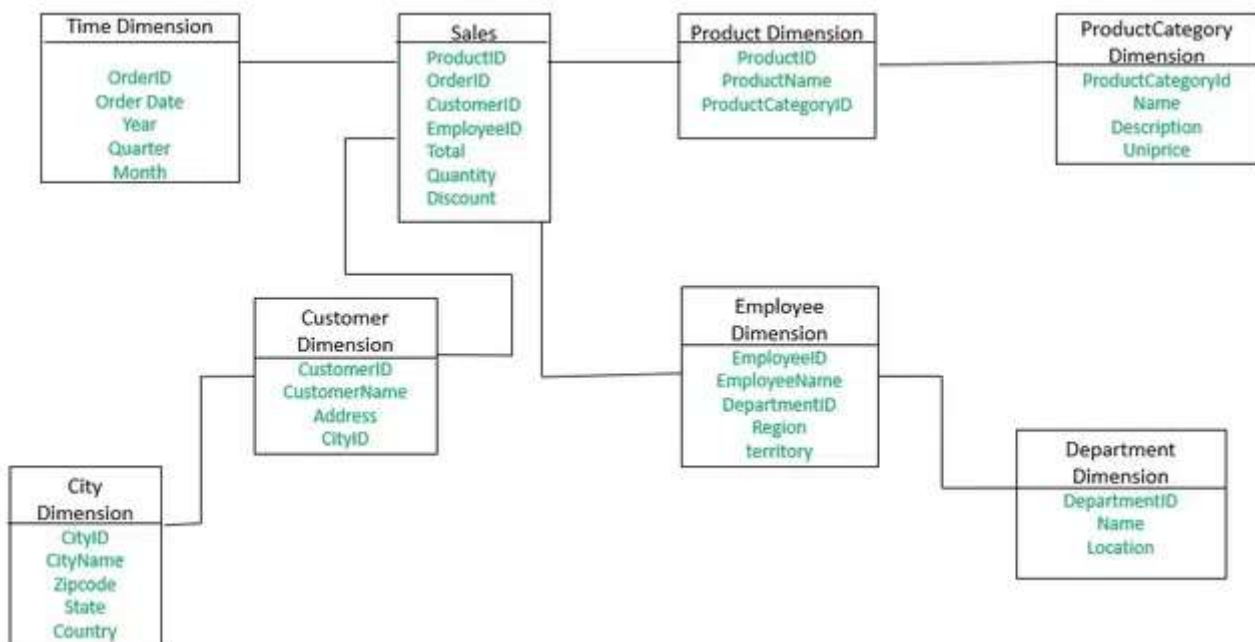 Time Dimension
OrderID
Order Date
Year
Quarter
Month
Sales
ProductID
OrderID
CustomerID
EmployeeID
Total
Quantity
Discount
Product Dimension
ProductID
ProductName
ProductCategoryID
ProductCategory
Dimension
ProductCategoryId
Name
Description
Uniprice
Customer
Dimension
CustomerID
CustomerName
Address
CityID
Employee
Dimension
EmployeeID
EmployeeName
DepartmentID
Region
territory
City
Dimension
CityID
CityName
Zipcode
State
Country
Department
Dimension
DepartmentID
Name
Location